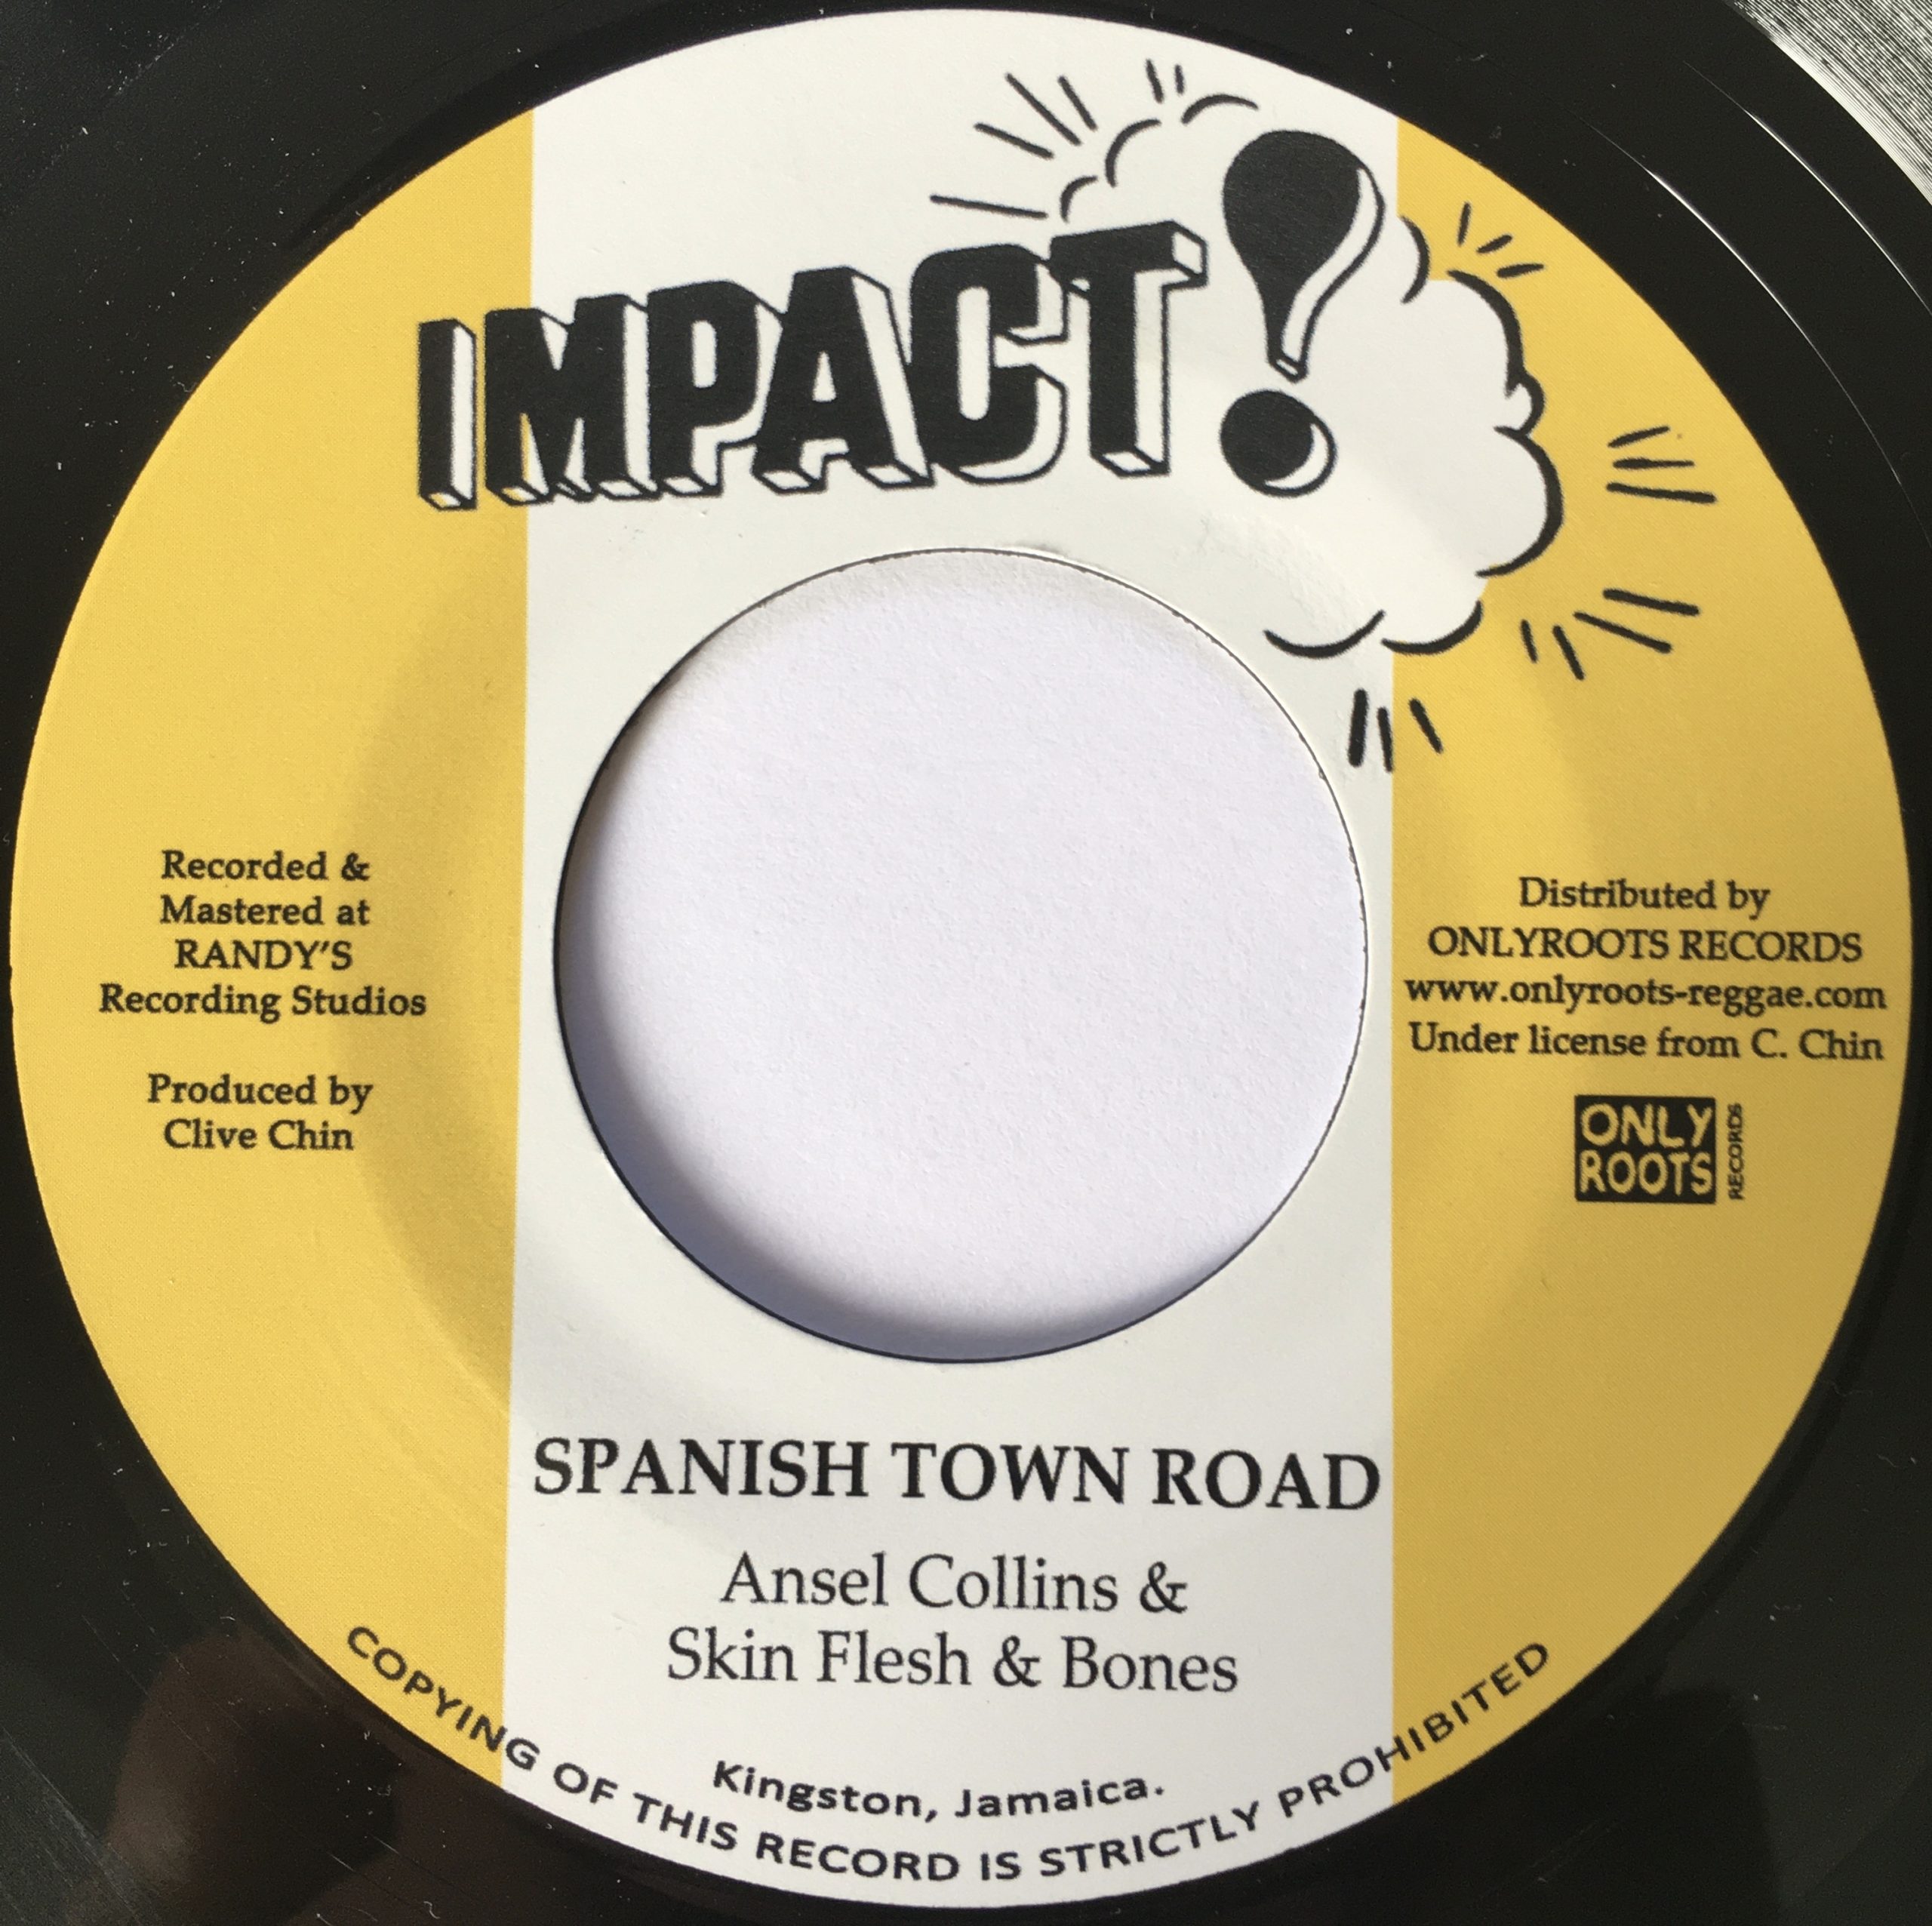 IMPACT!
Recorded &
Mastered at
RANDY'S
Recording Studios
Produced by
Clive Chin
Distributed by
ONLYROOTS RECORDS
www.onlyroots-reggae.com
Under license from C. Chin
ONLY
ROOTS
RECORDS
SPANISH TOWN ROAD
Ansel Collins &
Skin Flesh & Bones
Kingston, Jamaica.
COPYING OF THIS RECORD IS STRICTLY PROHIBITED